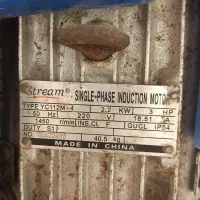 Stream® SINGLE-PHASE INDUCTION MOTOR
TYPE YC112M-4 2.2 KW 3 HP
50 Hz 220 V 18.51 A
1450 r/min INS.CL F GUCL IP54
DUTY S1
NO 40.5 kg
MADE IN CHINA